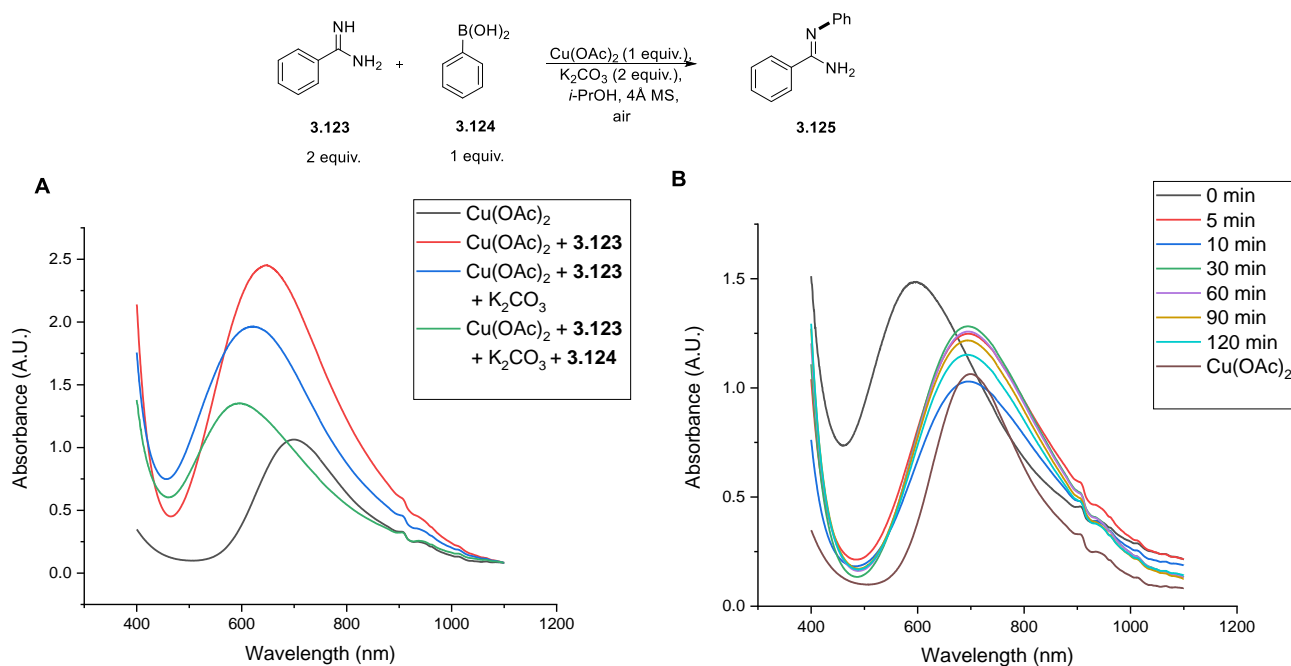 NH
NH2
+
B(OH)2
Cu(OAc)2 (1 equiv.),
K2CO3 (2 equiv.),
i-PrOH, 4Å MS,
air
N
Ph
NH2
3.123
3.124
3.125
2 equiv.
1 equiv.
A
Cu(OAc)2
Cu(OAc)2 + 3.123
Cu(OAc)2 + 3.123
+ K2CO3
Cu(OAc)2 + 3.123
+ K2CO3 + 3.124
2.5
2.0
1.5
1.0
0.5
0.0
Absorbance (A.U.)
400
600
800
1000
1200
Wavelength (nm)
B
0 min
5 min
10 min
30 min
60 min
90 min
120 min
Cu(OAc)2
1.5
1.0
0.5
0.0
Absorbance (A.U.)
400
600
800
1000
1200
Wavelength (nm)